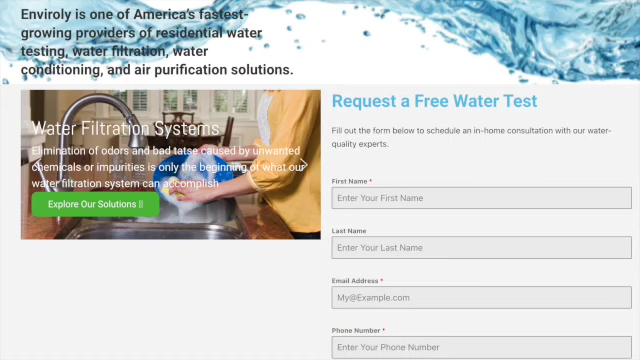 Enviroly is one of America's fastest-
growing providers of residential water
testing, water filtration, water
conditioning, and air purification solutions.
Water Filtration Systems
Elimination of odors and bad tatse caused by unwanted
chemicals or impurities is only the beginning of what our
water filtration system can accomplish
Explore Our Solutions ||
Request a Free Water Test
Fill out the form below to schedule an in-home consultation with our water-
quality experts.
First Name *
Enter Your First Name
Last Name
Enter Your Last Name
Email Address *
My@Example.com
Phone Number *
Enter Your Phone Number